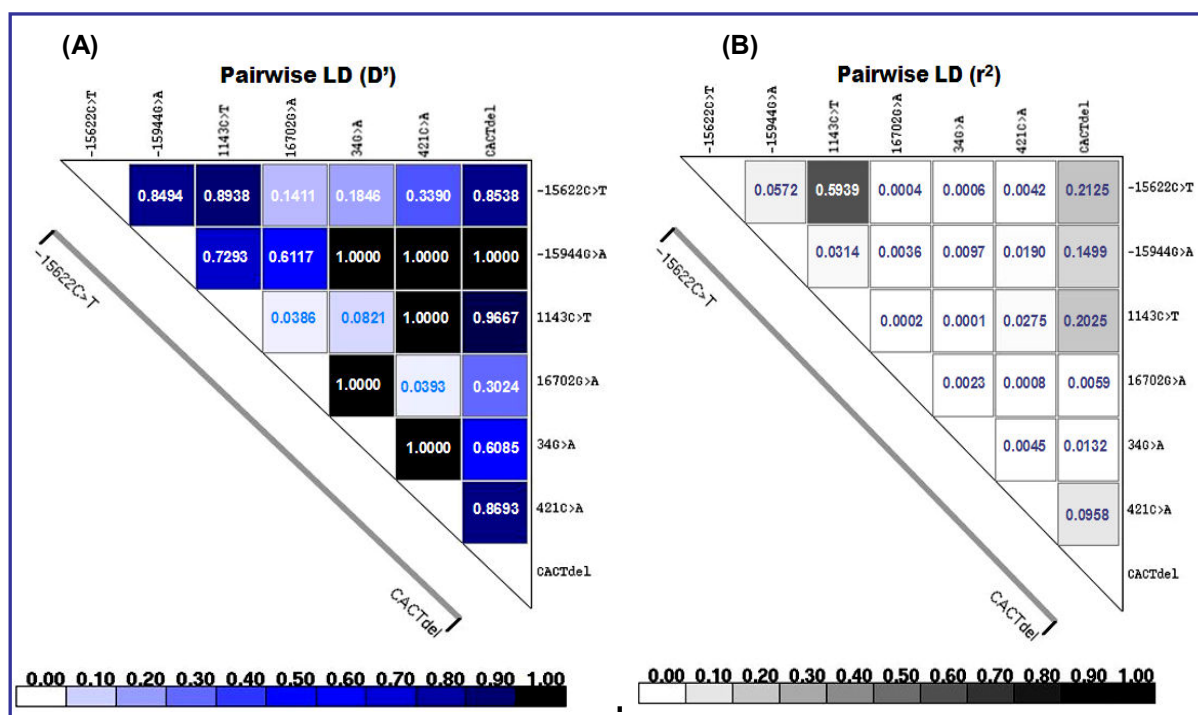 (A)
Pairwise LD (D’)
-15622C>T
-15944G>A
1143C>T
16702G>A
34G>A
421C>A
CACTdel
0.8494 0.8938 0.1411 0.1846 0.3390 0.8538 -15622C>T
0.7293 0.6117 1.0000 1.0000 1.0000 -15944G>A
0.0386 0.0821 1.0000 0.9667 1143C>T
1.0000 0.0393 0.3024 16702G>A
1.0000 0.6085 34G>A
0.8693 421C>A
CACTdel
-15622C>T
CACTdel
0.00 0.10 0.20 0.30 0.40 0.50 0.60 0.70 0.80 0.90 1.00
(B)
Pairwise LD (r²)
-15622C>T
-15944G>A
1143C>T
16702G>A
34G>A
421C>A
CACTdel
0.0572 0.5939 0.0004 0.0006 0.0042 0.2125 -15622C>T
0.0314 0.0036 0.0097 0.0190 0.1499 -15944G>A
0.0002 0.0001 0.0275 0.2025 1143C>T
0.0023 0.0008 0.0059 16702G>A
0.0045 0.0132 34G>A
0.0958 421C>A
CACTdel
-15622C>T
CACTdel
0.00 0.10 0.20 0.30 0.40 0.50 0.60 0.70 0.80 0.90 1.00